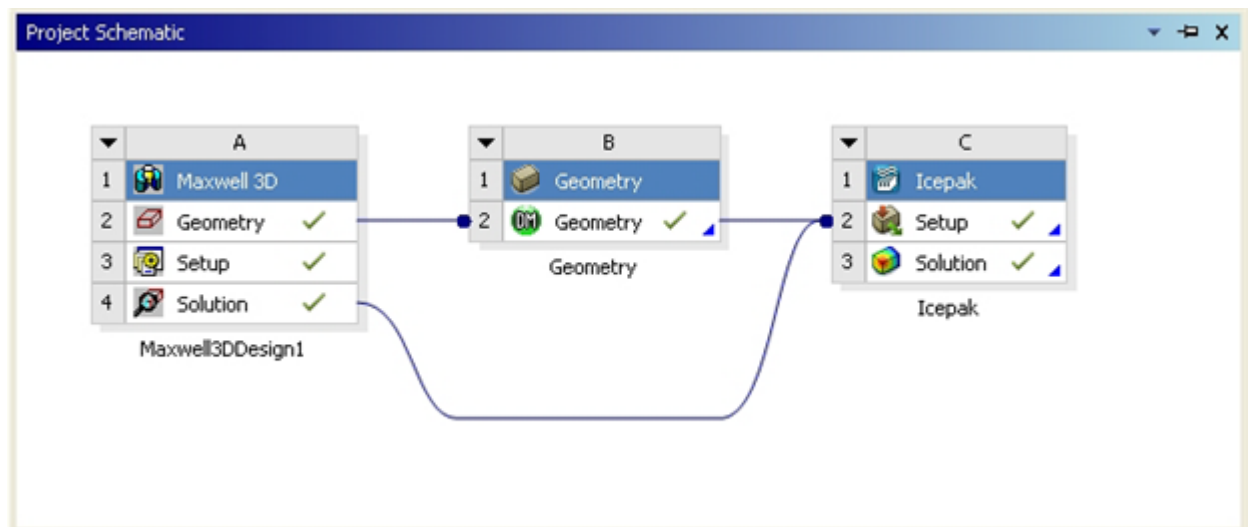 Project Schematic
A
1 Maxwell 3D
2 Geometry
3 Setup
4 Solution
Maxwell3DDesign1
B
1 Geometry
2 DM Geometry
Geometry
C
1 Icepak
2 Setup
3 Solution
Icepak